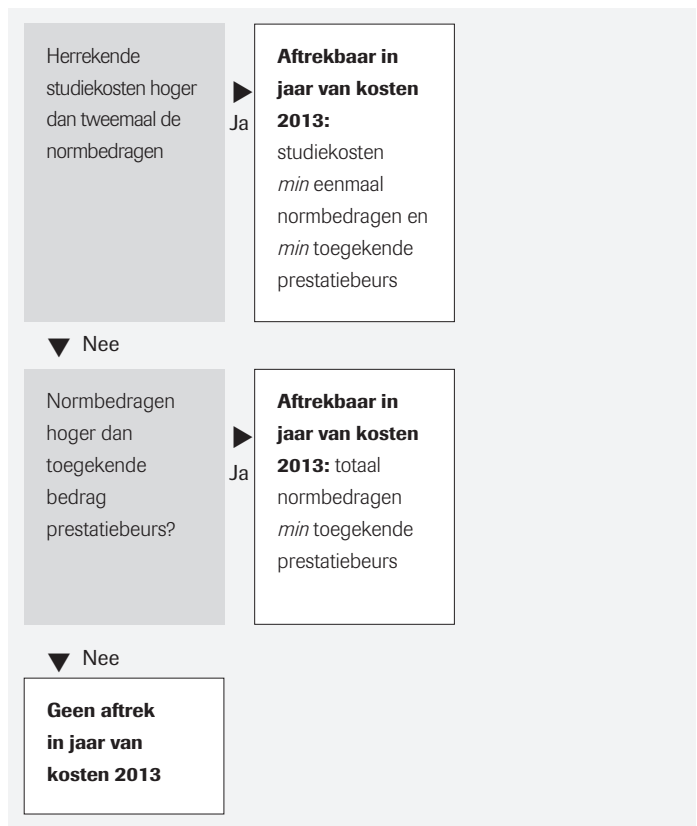 Herrekende
studiekosten hoger
dan tweemaal de
normbedragen
Ja
Aftrekbaar in
jaar van kosten
2013:
studiekosten
min eenmaal
normbedragen en
min toegekende
prestatiebeurs
Nee
Normbedragen
hoger dan
toegekende
bedrag
prestatiebeurs?
Ja
Aftrekbaar in
jaar van kosten
2013: totaal
normbedragen
min toegekende
prestatiebeurs
Nee
Geen aftrek
in jaar van
kosten 2013